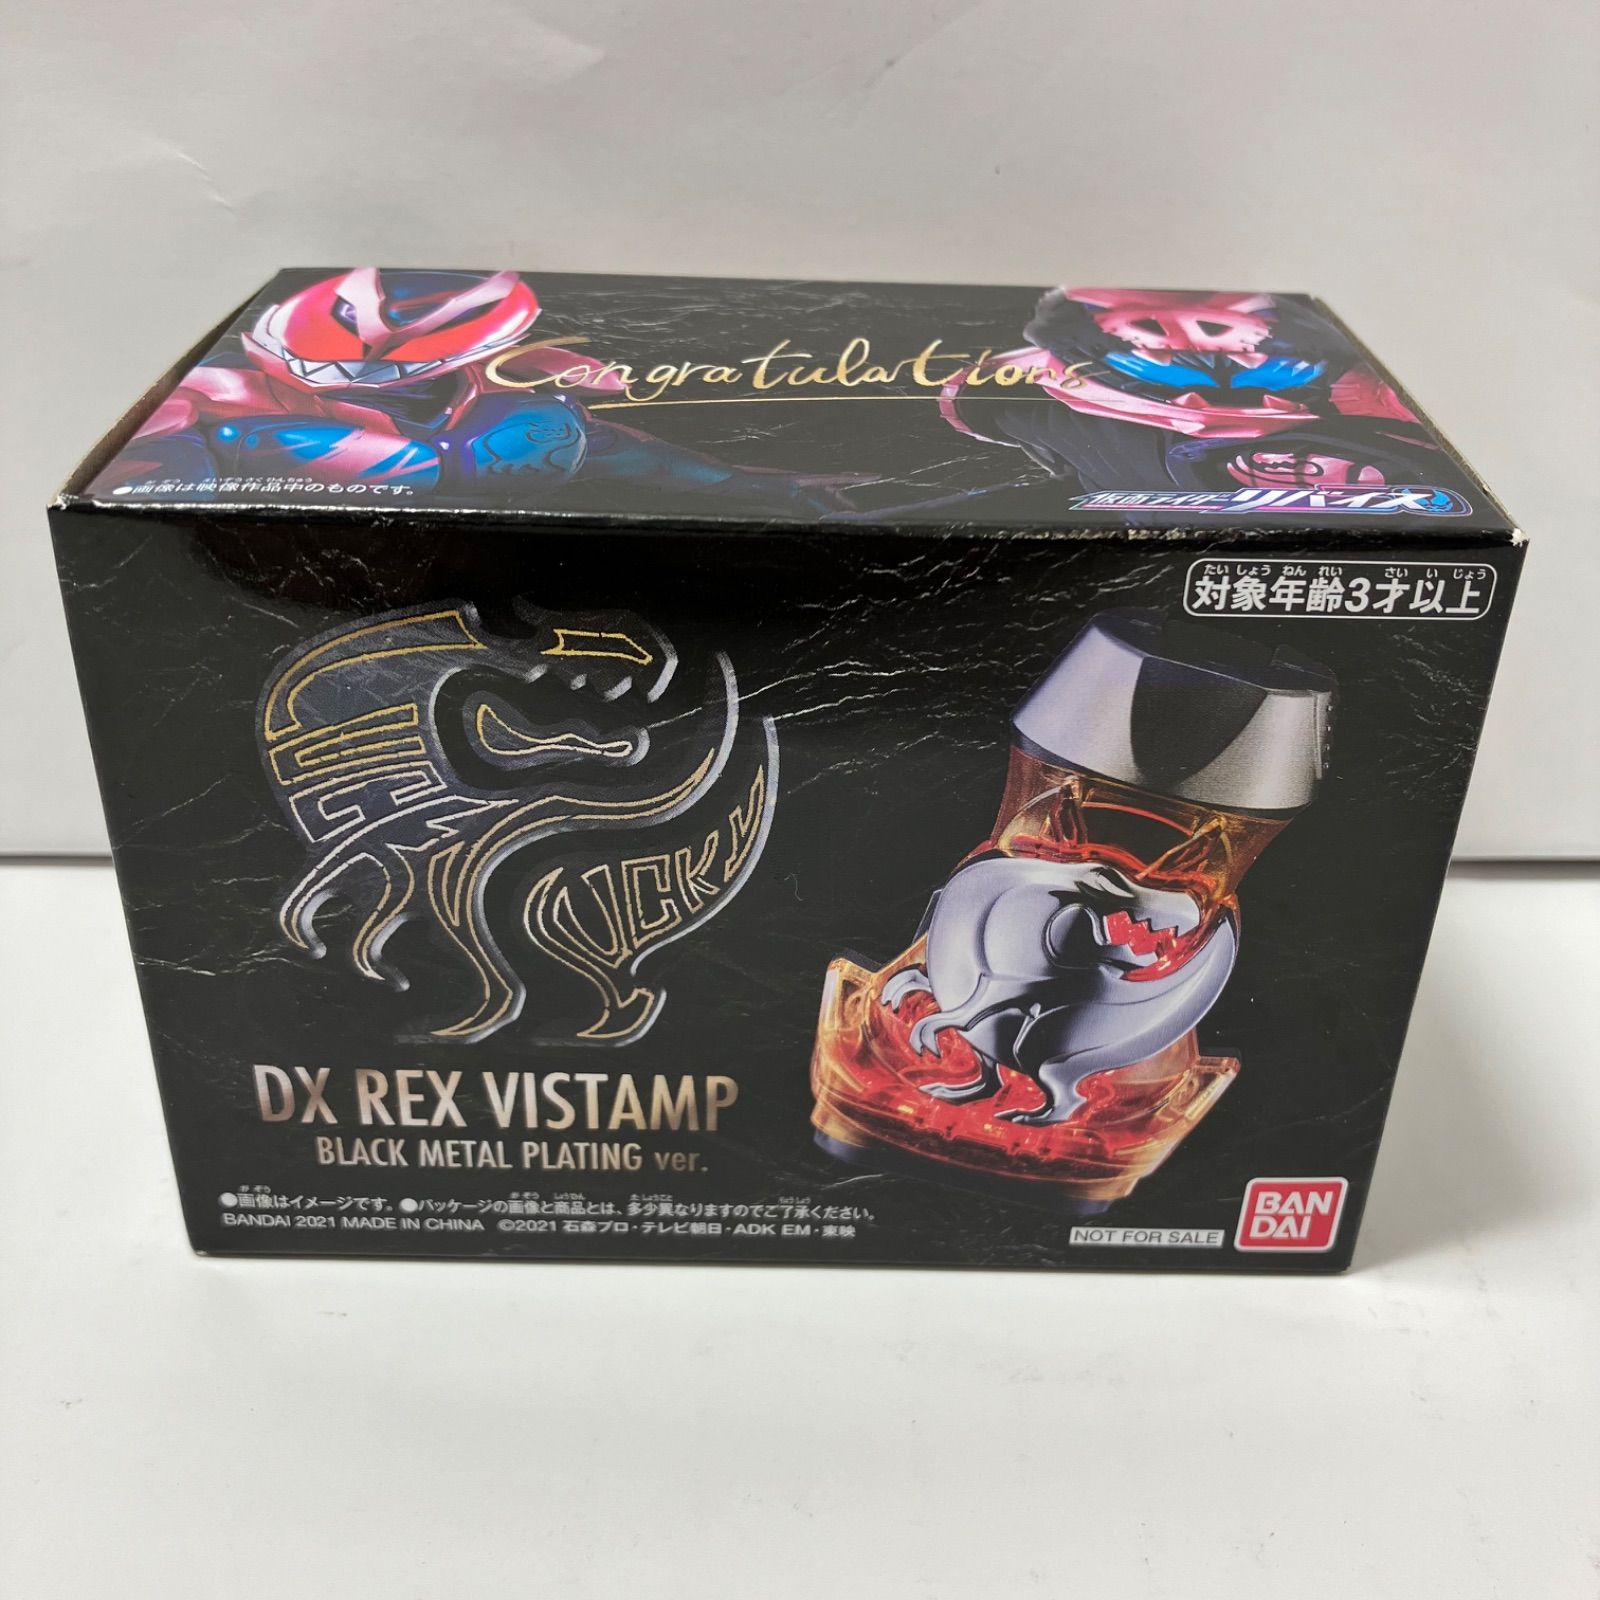 Congratulations
●画像は映像作品中のものです。
仮面ライダーリバイス
対象年齢3才以上
DX REX VISTAMP
BLACK METAL PLATING ver.
●画像はイメージです。●パッケージの画像と商品とは、多少異なりますのでご了承ください。
BANDAI 2021 MADE IN CHINA ©2021 石森プロ・テレビ朝日・ADK EM・東映
NOT FOR SALE
BAN
DAI